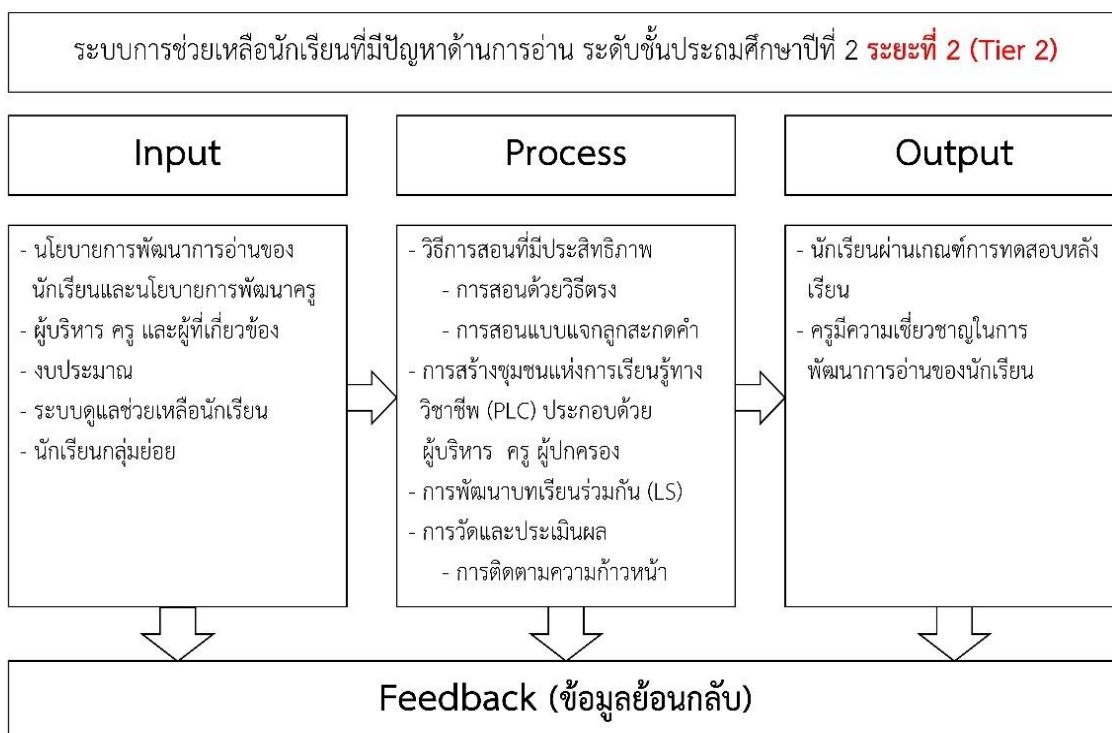 ระบบการช่วยเหลือนักเรียนที่มีปัญหาด้านการอ่าน ระดับชั้นประถมศึกษาปีที่ 2 ระยะที่ 2 (Tier 2)
Input
Process
Output
- นโยบายการพัฒนาการอ่านของ
นักเรียนและนโยบายการพัฒนาครู
- ผู้บริหาร ครู และผู้ที่เกี่ยวข้อง
- งบประมาณ
- ระบบดูแลช่วยเหลือนักเรียน
- นักเรียนกลุ่มย่อย
- วิธีการสอนที่มีประสิทธิภาพ
- การสอนด้วยวิธีตรง
- การสอนแบบแจกลูกสะกดคำ
- การสร้างชุมชนแห่งการเรียนรู้ทาง
วิชาชีพ (PLC) ประกอบด้วย
ผู้บริหาร ครู ผู้ปกครอง
- การพัฒนาบทเรียนร่วมกัน (LS)
- การวัดและประเมินผล
- การติดตามความก้าวหน้า
- นักเรียนผ่านเกณฑ์การทดสอบหลัง
เรียน
- ครูมีความเชี่ยวชาญในการ
พัฒนาการอ่านของนักเรียน
Feedback (ข้อมูลย้อนกลับ)